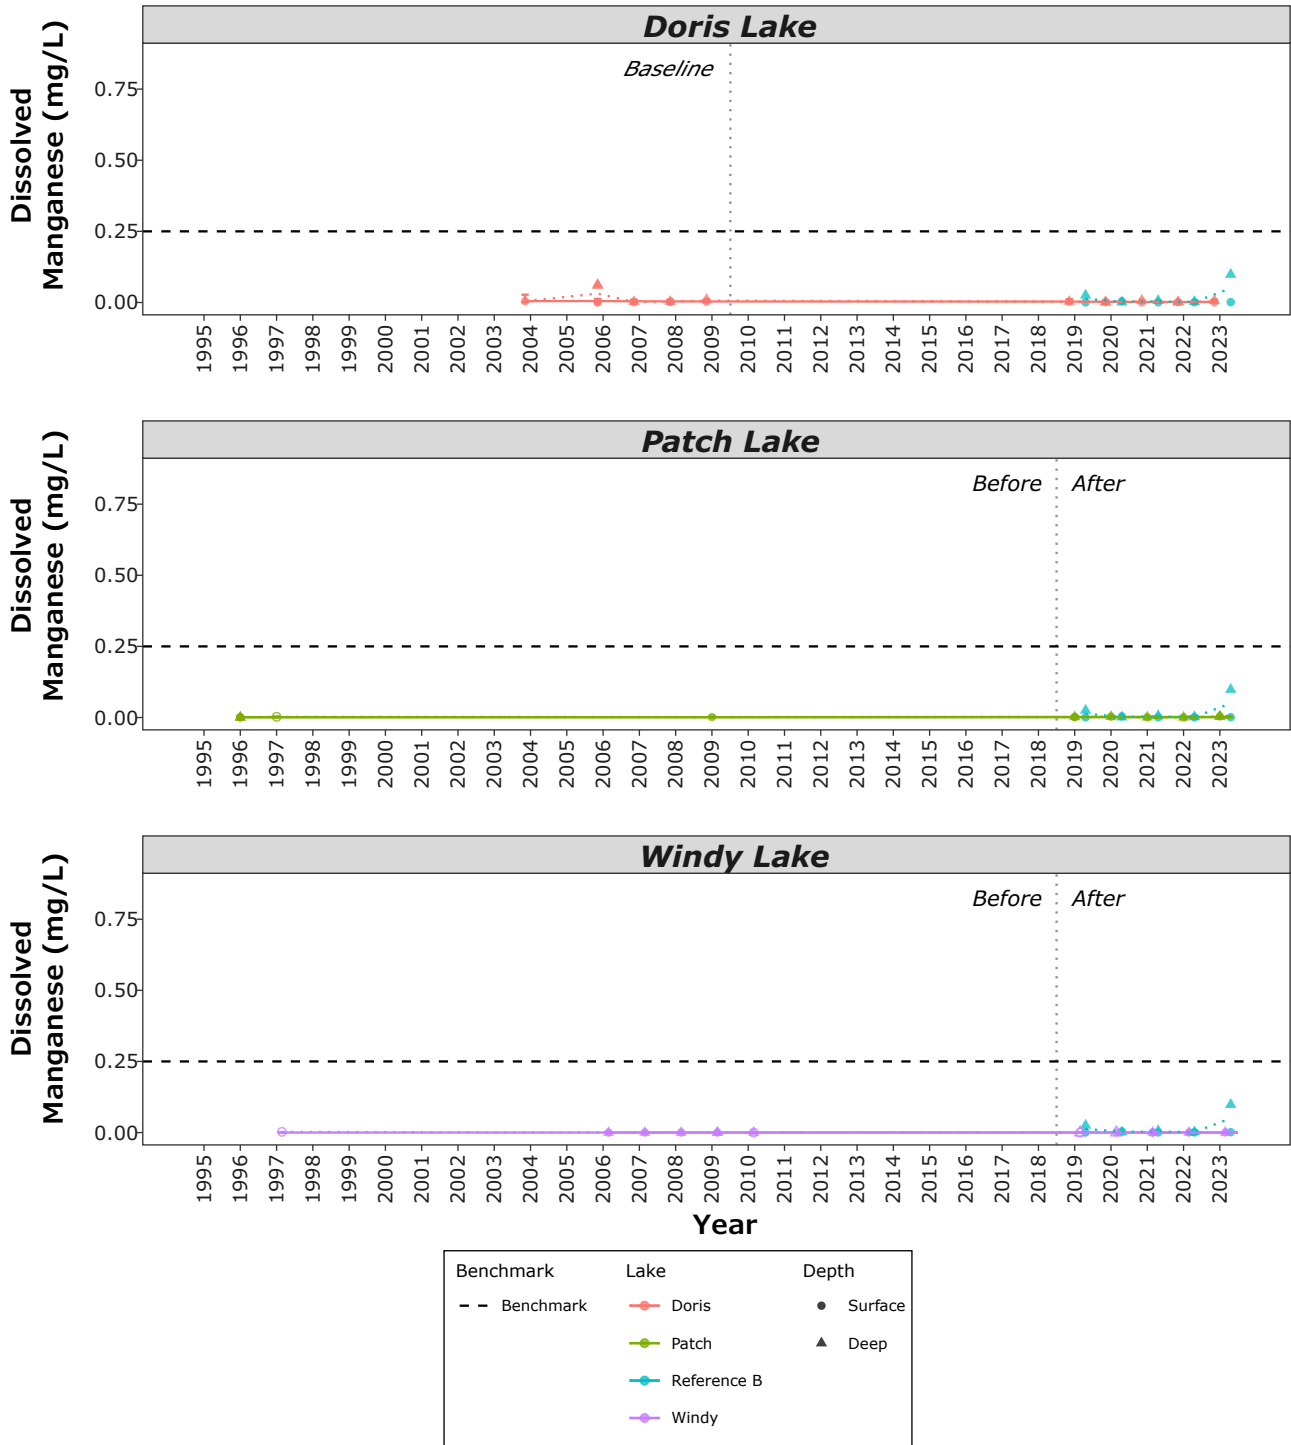 Doris Lake
Dissolved
Manganese (mg/L)
Baseline
0.75
0.50
0.25
0.00
1995 1996 1997 1998 1999 2000 2001 2002 2003 2004 2005 2006 2007 2008 2009 2010 2011 2012 2013 2014 2015 2016 2017 2018 2019 2020 2021 2022 2023
Patch Lake
Dissolved
Manganese (mg/L)
Before After
0.75
0.50
0.25
0.00
1995 1996 1997 1998 1999 2000 2001 2002 2003 2004 2005 2006 2007 2008 2009 2010 2011 2012 2013 2014 2015 2016 2017 2018 2019 2020 2021 2022 2023
Windy Lake
Dissolved
Manganese (mg/L)
Before After
0.75
0.50
0.25
0.00
1995 1996 1997 1998 1999 2000 2001 2002 2003 2004 2005 2006 2007 2008 2009 2010 2011 2012 2013 2014 2015 2016 2017 2018 2019 2020 2021 2022 2023
Year
Benchmark
Benchmark
Lake
Doris
Patch
Reference B
Windy
Depth
Surface
Deep